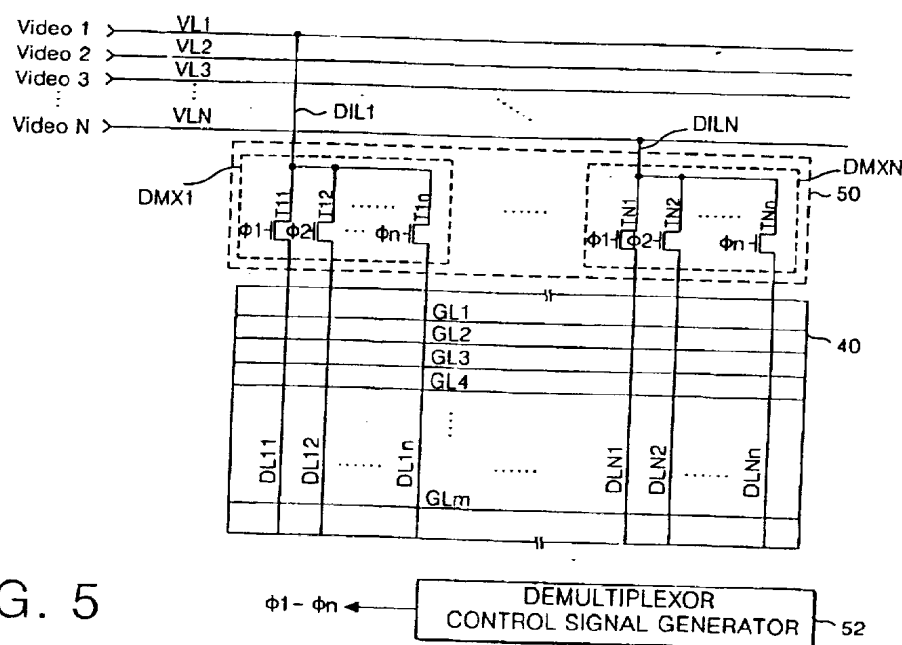 Video 1 VL1
Video 2 VL2
Video 3 VL3
Video N VLN
DIL1
DILN
DMX1
DMXN
50
T11 T12 T1n
TN1 TN2 TNn
Φ1 Φ2 Φn
Φ1 Φ2 Φn
GL1
GL2
GL3
GL4
40
DL11 DL12 DL1n
DLN1 DLN2 DLNn
GLm
G. 5
Φ1 - Φn
DEMULTIPLEXOR
CONTROL SIGNAL GENERATOR
52